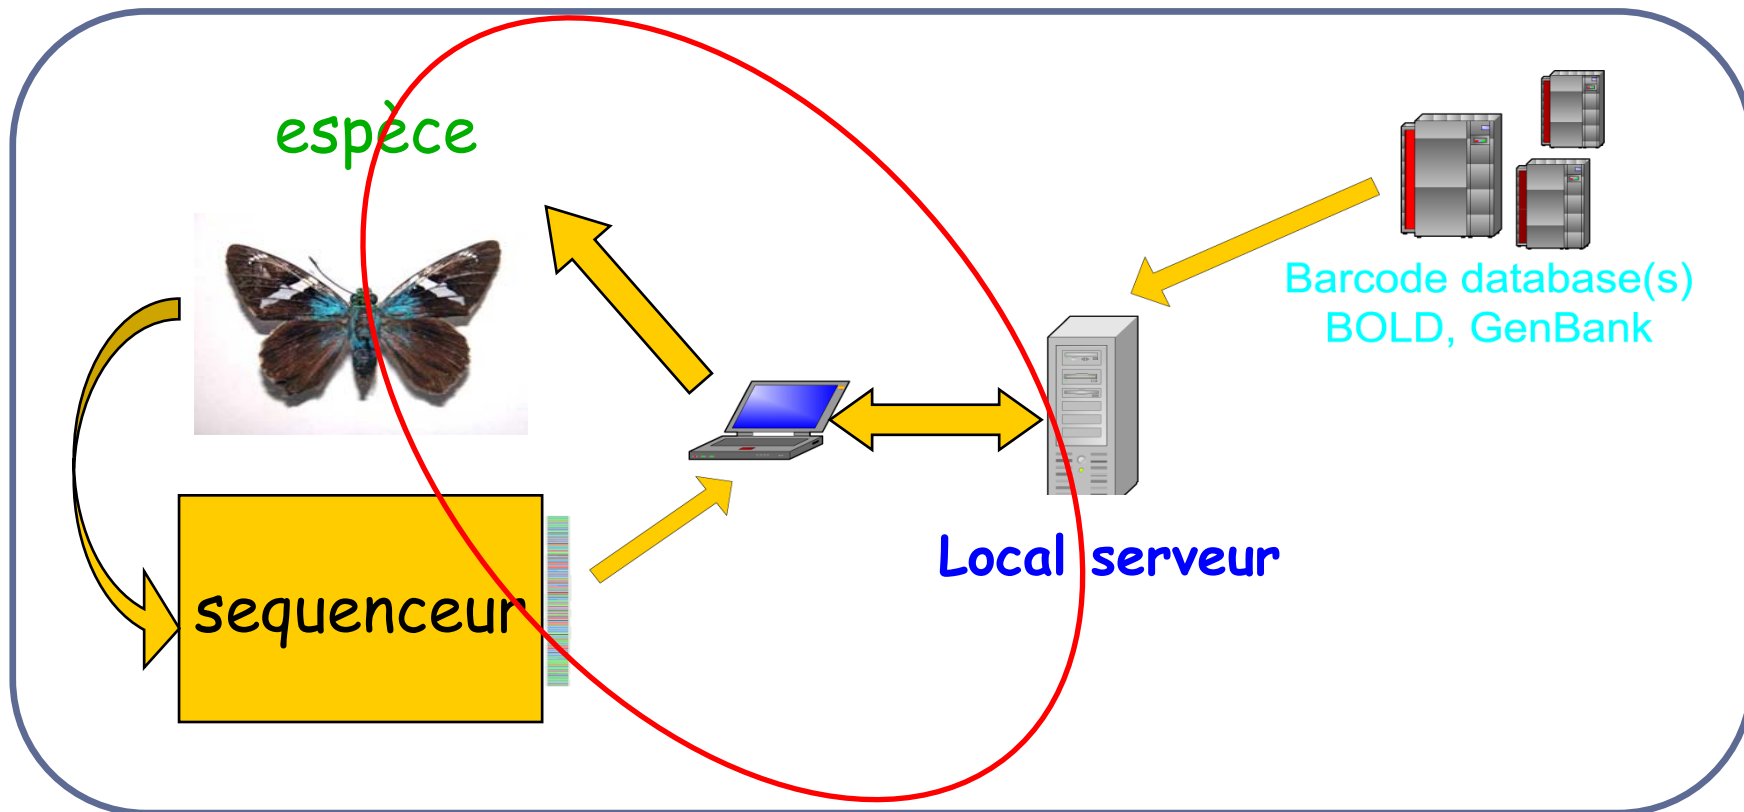 espèce
Barcode database(s)
BOLD, GenBank
Local serveur
sequenceur